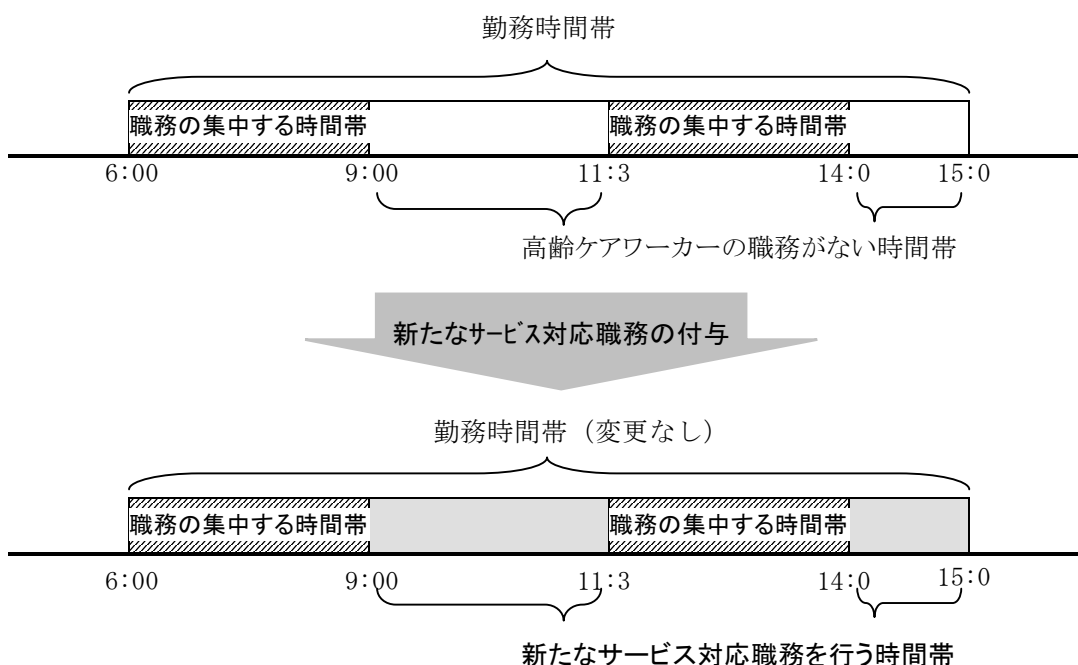 勤務時間帯
職務の集中する時間帯 職務の集中する時間帯
6:00 9:00 11:3 14:0 15:0
高齢ケアワーカーの職務がない時間帯
新たなサービス対応職務の付与
勤務時間帯（変更なし）
職務の集中する時間帯 職務の集中する時間帯
6:00 9:00 11:3 14:0 15:0
新たなサービス対応職務を行う時間帯